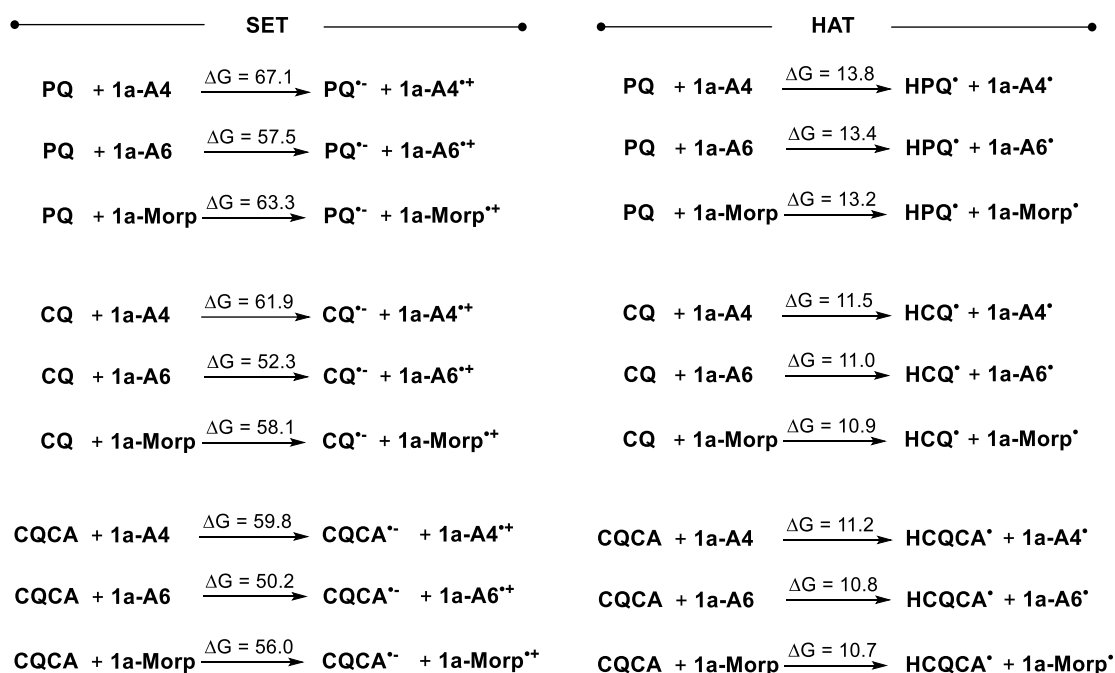 SET
PQ + 1a-A4 ΔG = 67.1 PQ•- + 1a-A4•+
PQ + 1a-A6 ΔG = 57.5 PQ•- + 1a-A6•+
PQ + 1a-Morp ΔG = 63.3 PQ•- + 1a-Morp•+
CQ + 1a-A4 ΔG = 61.9 CQ•- + 1a-A4•+
CQ + 1a-A6 ΔG = 52.3 CQ•- + 1a-A6•+
CQ + 1a-Morp ΔG = 58.1 CQ•- + 1a-Morp•+
CQCA + 1a-A4 ΔG = 59.8 CQCA•- + 1a-A4•+
CQCA + 1a-A6 ΔG = 50.2 CQCA•- + 1a-A6•+
CQCA + 1a-Morp ΔG = 56.0 CQCA•- + 1a-Morp•+
HAT
PQ + 1a-A4 ΔG = 13.8 HPQ• + 1a-A4•
PQ + 1a-A6 ΔG = 13.4 HPQ• + 1a-A6•
PQ + 1a-Morp ΔG = 13.2 HPQ• + 1a-Morp•
CQ + 1a-A4 ΔG = 11.5 HCQ• + 1a-A4•
CQ + 1a-A6 ΔG = 11.0 HCQ• + 1a-A6•
CQ + 1a-Morp ΔG = 10.9 HCQ• + 1a-Morp•
CQCA + 1a-A4 ΔG = 11.2 HCQCA• + 1a-A4•
CQCA + 1a-A6 ΔG = 10.8 HCQCA• + 1a-A6•
CQCA + 1a-Morp ΔG = 10.7 HCQCA• + 1a-Morp•